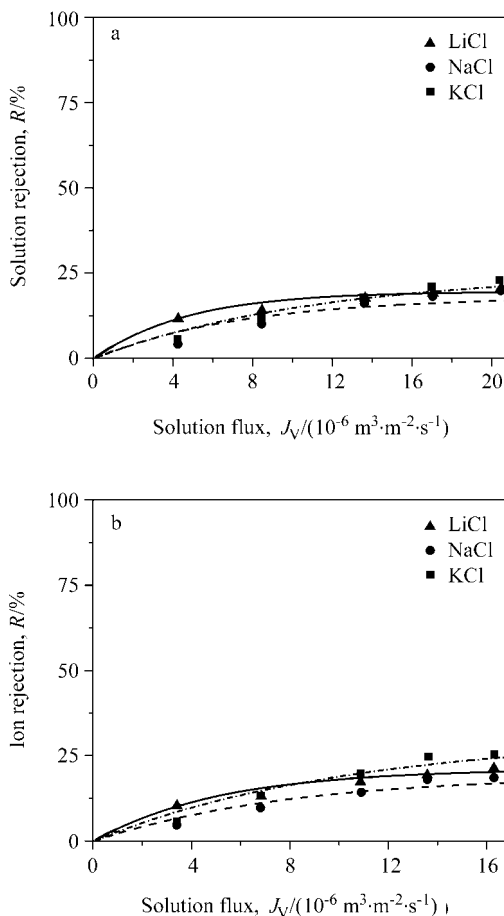 a
LiCl
NaCl
KCl
100
75
50
25
0
Solution rejection, R/%
0 4 8 12 16 20
Solution flux, J_V/(10⁻⁶ m³·m⁻²·s⁻¹)
b
LiCl
NaCl
KCl
100
75
50
25
0
Ion rejection, R/%
0 4 8 12 16
Solution flux, J_V/(10⁻⁶ m³·m⁻²·s⁻¹)